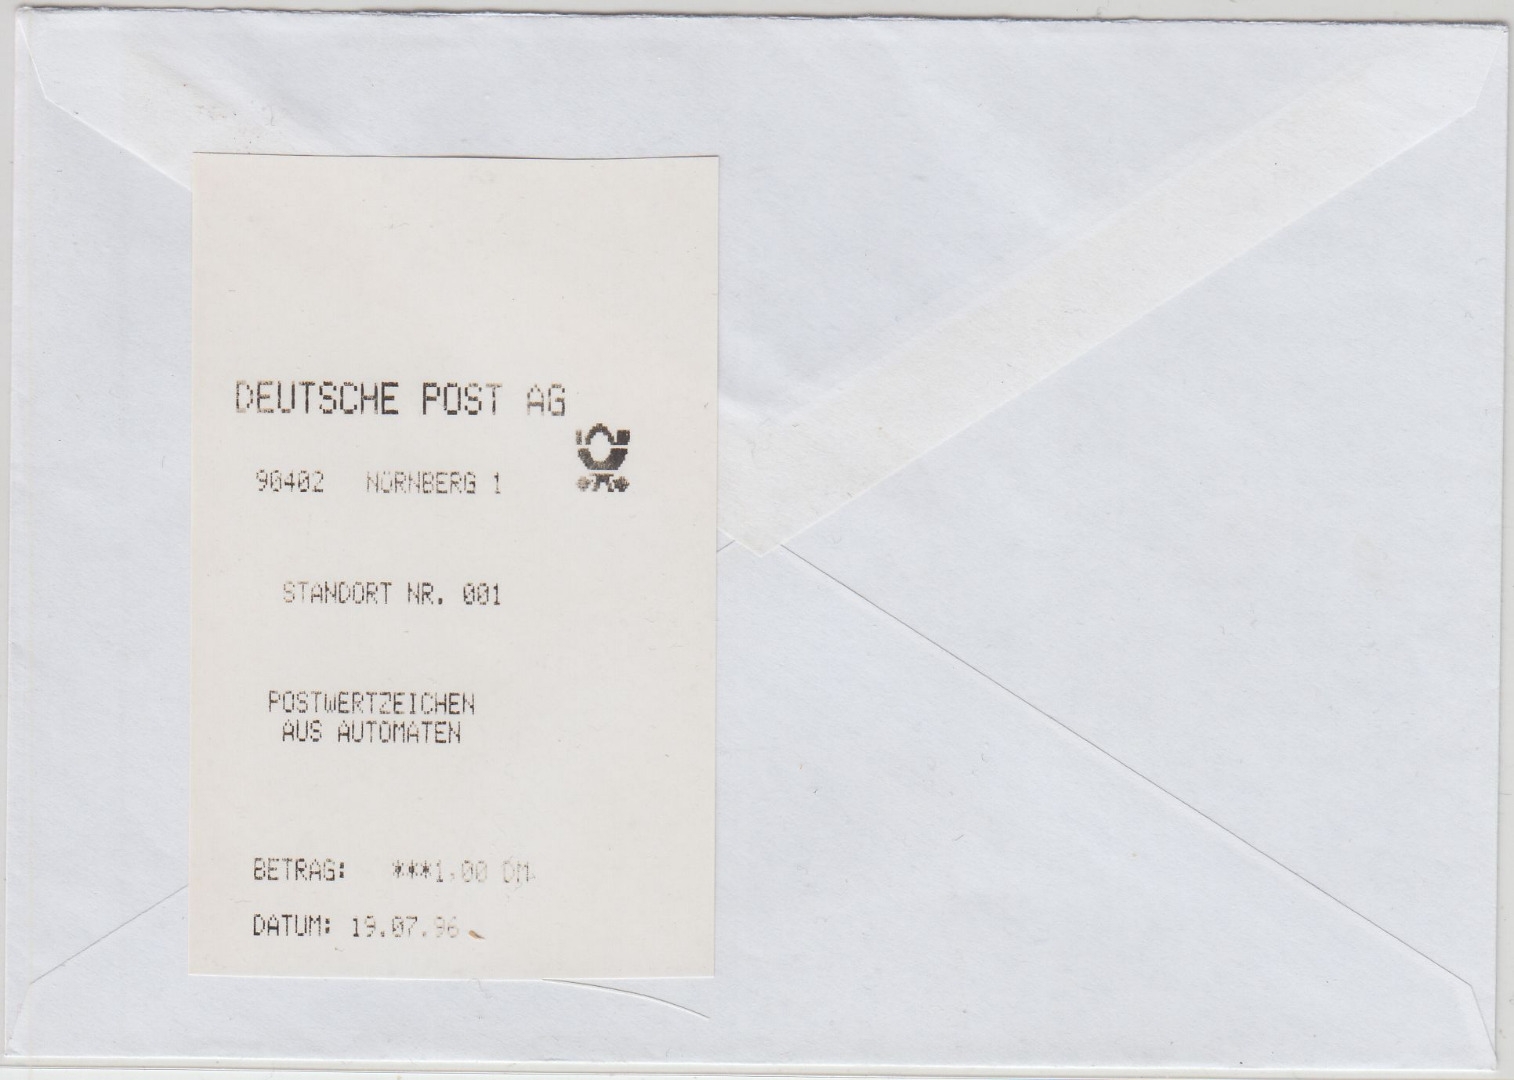 DEUTSCHE POST AG
90402 NÜRNBERG 1
STANDORT NR. 001
POSTWERTZEICHEN
AUS AUTOMATEN
BETRAG: ***1.00 DM
DATUM: 19.07.96